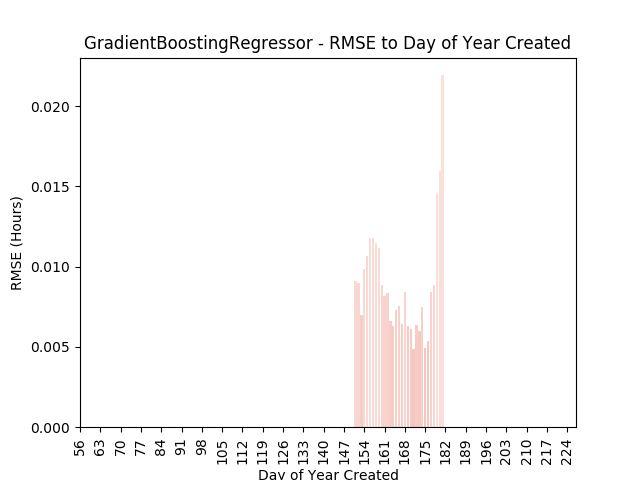 GradientBoostingRegressor - RMSE to Day of Year Created
0.020
0.015
0.010
0.005
0.000
RMSE (Hours)
56 63 70 77 84 91 98 105 112 119 126 133 140 147 154 161 168 175 182 189 196 203 210 217 224
Day of Year Created